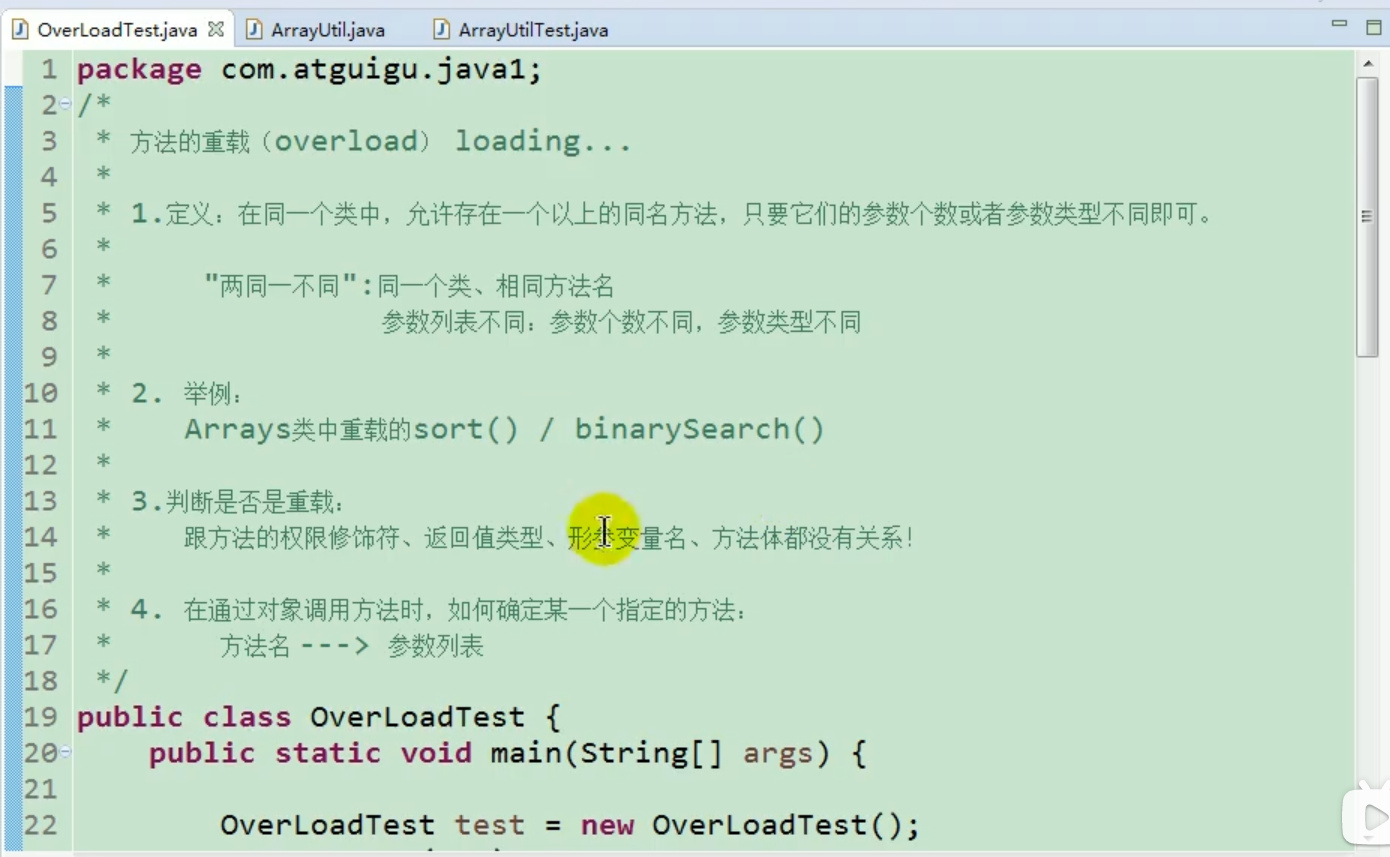 OverLoadTest.java ArrayUtil.java ArrayUtilTest.java
1 package com.atguigu.java1;
2 /*
3 * 方法的重载（overload） loading...
4 *
5 * 1.定义：在同一个类中，允许存在一个以上的同名方法，只要它们的参数个数或者参数类型不同即可。
6 *
7 * "两同一不同":同一个类、相同方法名
8 * 参数列表不同：参数个数不同，参数类型不同
9 *
10 * 2. 举例：
11 * Arrays类中重载的sort() / binarySearch()
12 *
13 * 3.判断是否是重载：
14 * 跟方法的权限修饰符、返回值类型、形参变量名、方法体都没有关系！
15 *
16 * 4. 在通过对象调用方法时，如何确定某一个指定的方法：
17 * 方法名 ---> 参数列表
18 */
19 public class OverLoadTest {
20 public static void main(String[] args) {
21
22 OverLoadTest test = new OverLoadTest();